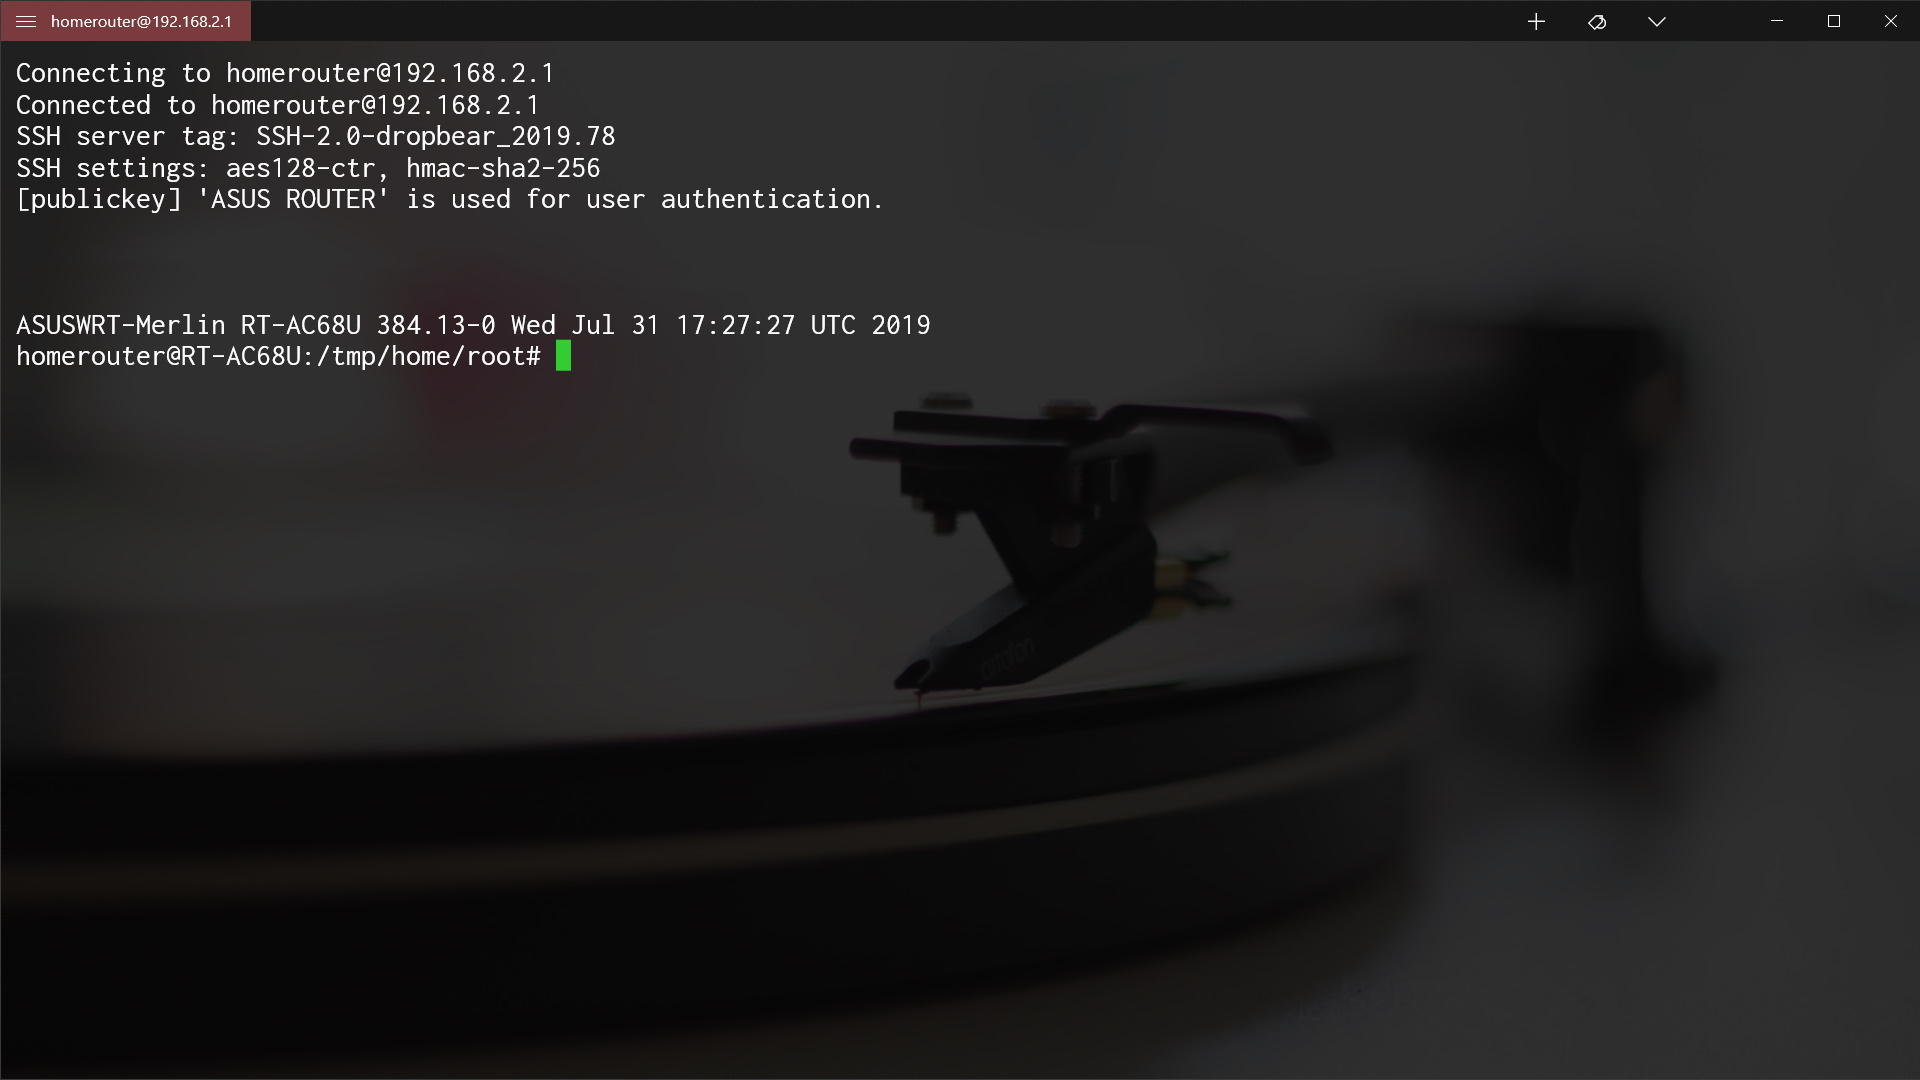 homerouter@192.168.2.1
Connecting to homerouter@192.168.2.1
Connected to homerouter@192.168.2.1
SSH server tag: SSH-2.0-dropbear_2019.78
SSH settings: aes128-ctr, hmac-sha2-256
[publickey] 'ASUS ROUTER' is used for user authentication.
ASUSWRT-Merlin RT-AC68U 384.13-0 Wed Jul 31 17:27:27 UTC 2019
homerouter@RT-AC68U:/tmp/home/root#
ortofon